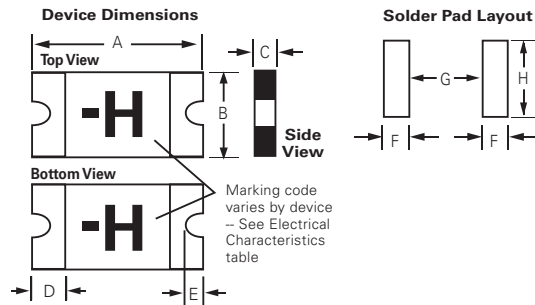 Device Dimensions
A
Top View
-H
B
C
Side
View
Bottom View
-H
D
E
Marking code
varies by device
-- See Electrical
Characteristics
table
Solder Pad Layout
G
H
F
F